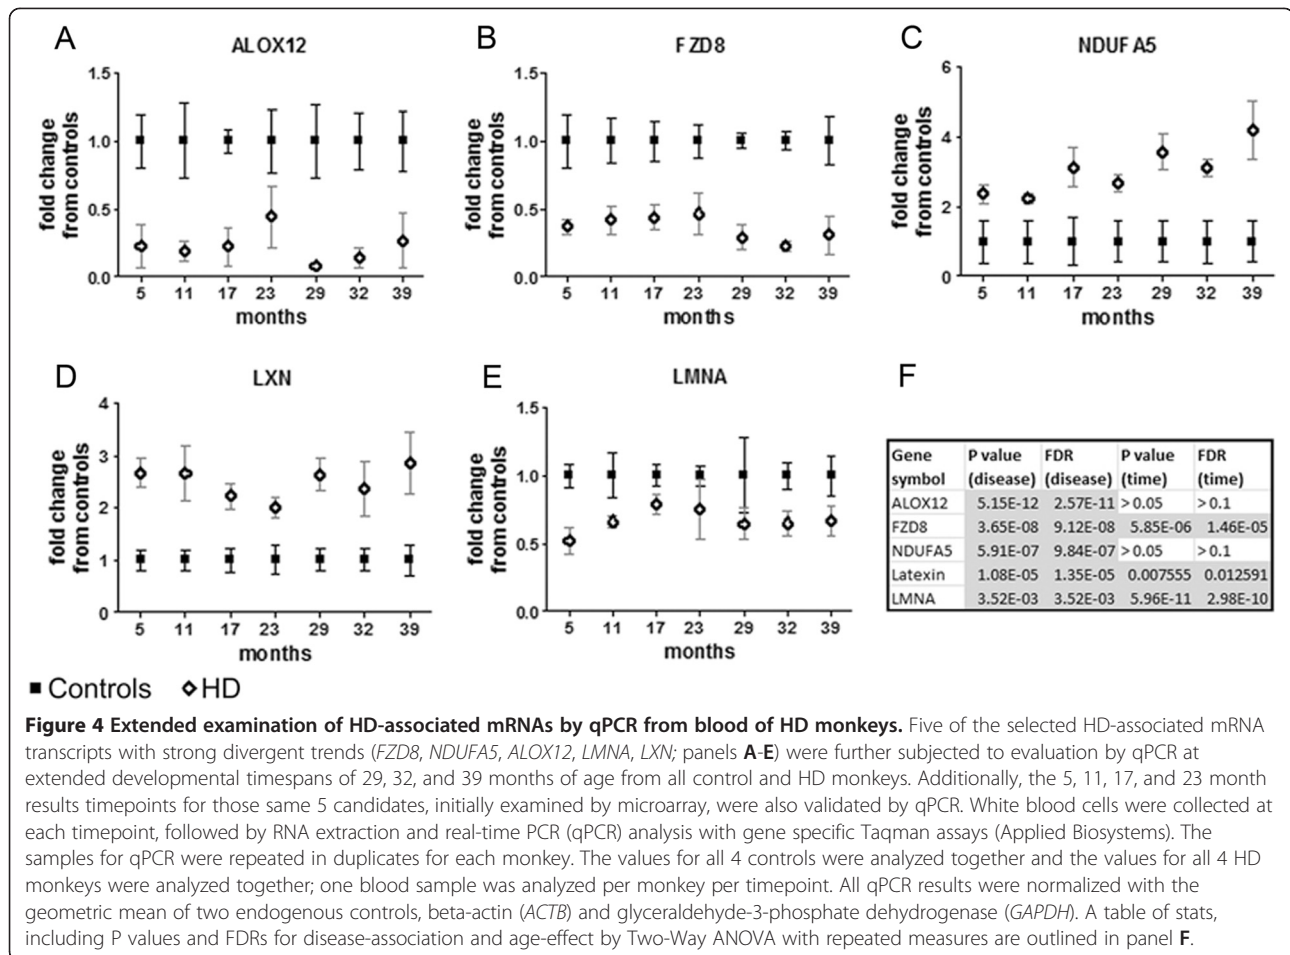 A
ALOX12
fold change
from controls
1.5
1.0
0.5
0.0
5 11 17 23 29 32 39
months
B
FZD8
fold change
from controls
1.5
1.0
0.5
0.0
5 11 17 23 29 32 39
months
C
NDUFA5
fold change
from controls
6
4
2
0
5 11 17 23 29 32 39
months
D
LXN
fold change
from controls
4
3
2
1
0
5 11 17 23 29 32 39
months
E
LMNA
fold change
from controls
1.5
1.0
0.5
0.0
5 11 17 23 29 32 39
months
F
Gene symbol P value (disease) FDR (disease) P value (time) FDR (time)
ALOX12 5.15E-12 2.57E-11 >0.05 >0.1
FZD8 3.65E-08 9.12E-08 5.85E-06 1.46E-05
NDUFA5 5.91E-07 9.84E-07 >0.05 >0.1
Latexin 1.08E-05 1.35E-05 0.007555 0.012591
LMNA 3.52E-03 3.52E-03 5.96E-11 2.98E-10
Controls HD
Figure 4 Extended examination of HD-associated mRNAs by qPCR from blood of HD monkeys. Five of the selected HD-associated mRNA
transcripts with strong divergent trends (FZD8, NDUFA5, ALOX12, LMNA, LXN; panels A-E) were further subjected to evaluation by qPCR at
extended developmental timespans of 29, 32, and 39 months of age from all control and HD monkeys. Additionally, the 5, 11, 17, and 23 month
results timepoints for those same 5 candidates, initially examined by microarray, were also validated by qPCR. White blood cells were collected at
each timepoint, followed by RNA extraction and real-time PCR (qPCR) analysis with gene specific Taqman assays (Applied Biosystems). The
samples for qPCR were repeated in duplicates for each monkey. The values for all 4 controls were analyzed together and the values for all 4 HD
monkeys were analyzed together; one blood sample was analyzed per monkey per timepoint. All qPCR results were normalized with the
geometric mean of two endogenous controls, beta-actin (ACTB) and glyceraldehyde-3-phosphate dehydrogenase (GAPDH). A table of stats,
including P values and FDRs for disease-association and age-effect by Two-Way ANOVA with repeated measures are outlined in panel F.